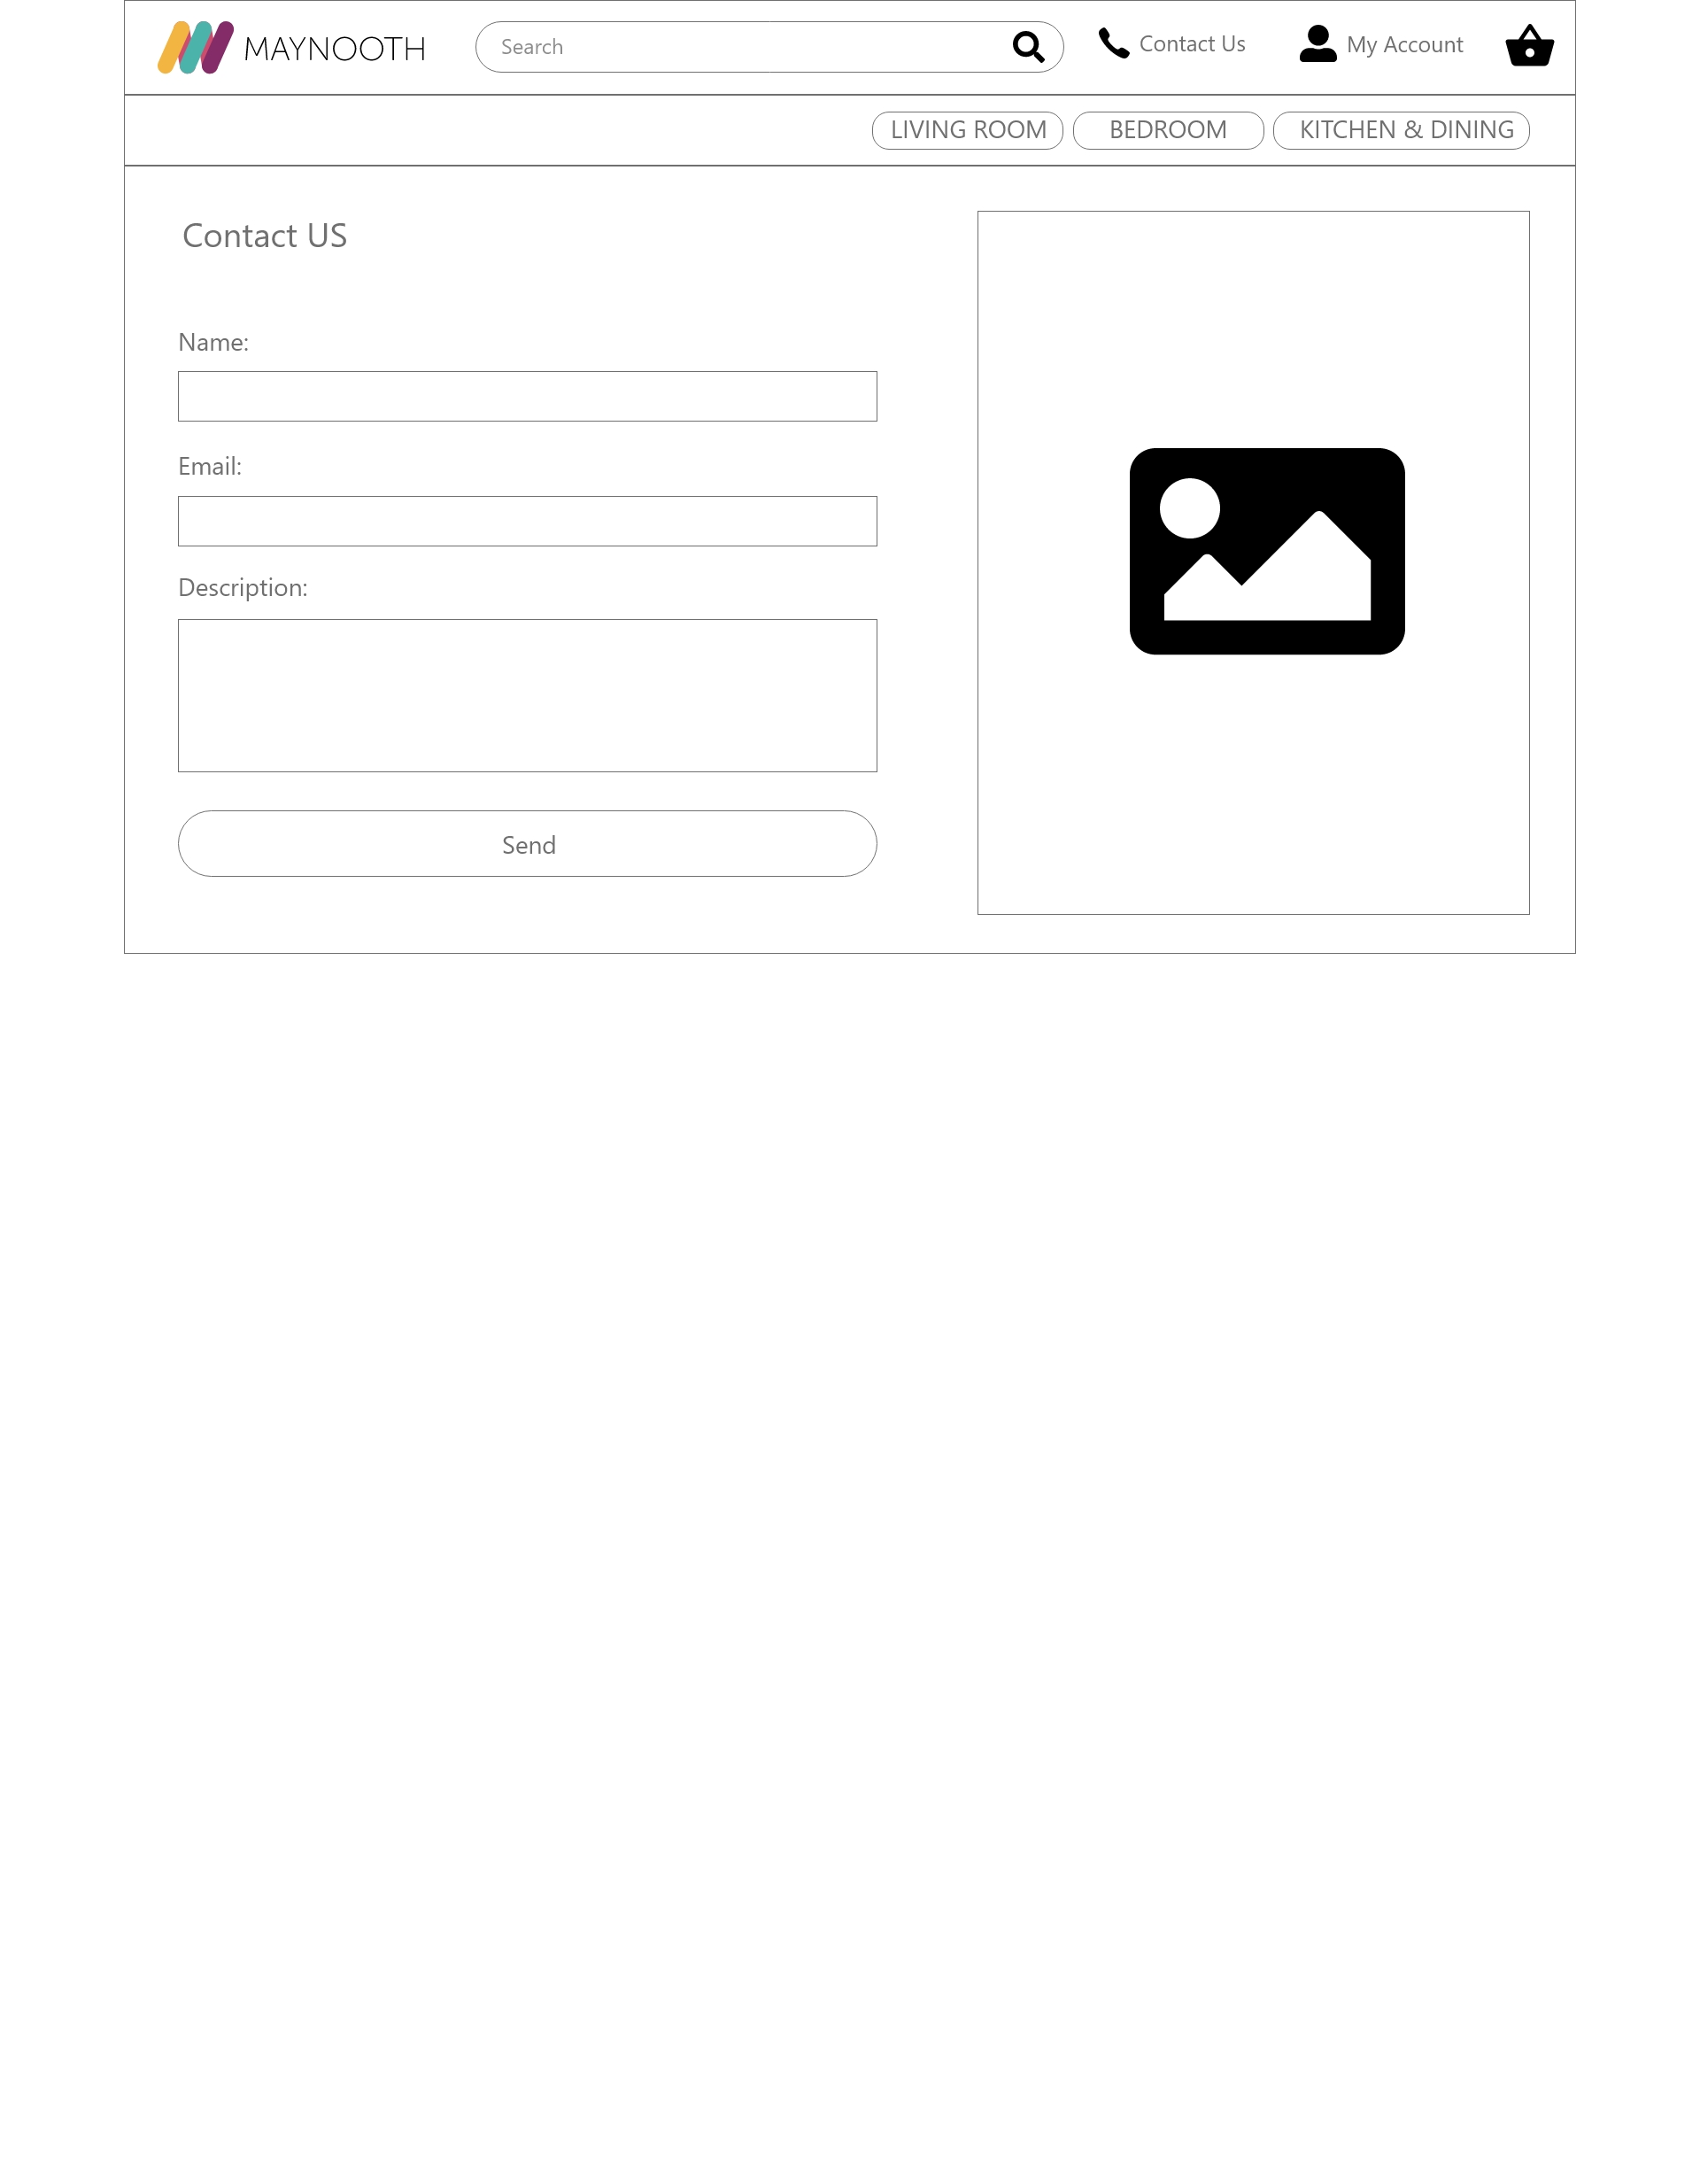 MAYNOOTH
Search
Contact Us
My Account
LIVING ROOM
BEDROOM
KITCHEN & DINING
Contact US
Name:
Email:
Description:
Send